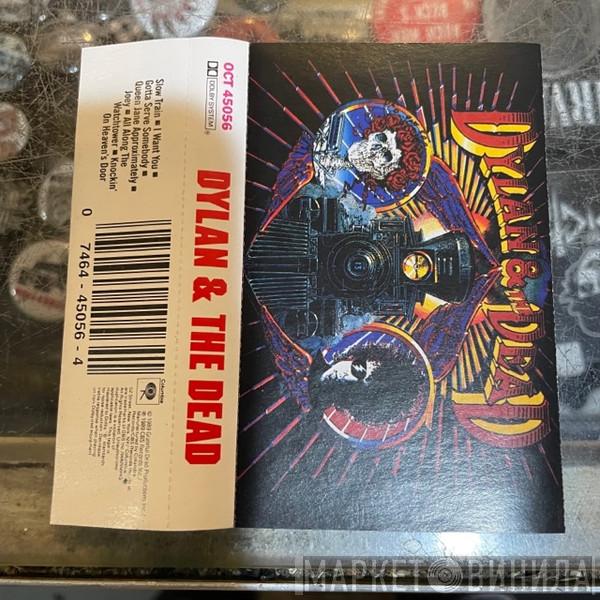 OCT 45056
DOLBY SYSTEM®
Slow Train ■ I Want You ■
Gotta Serve Somebody ■
Queen Jane Approximately ■
Joey ■ All Along The
Watchtower ■ Knockin'
On Heaven's Door
0 7464-45056-4
DYLAN & THE DEAD
Columbia
DYLAN & THE DEAD
МАРКЕТ ВИНИЛА